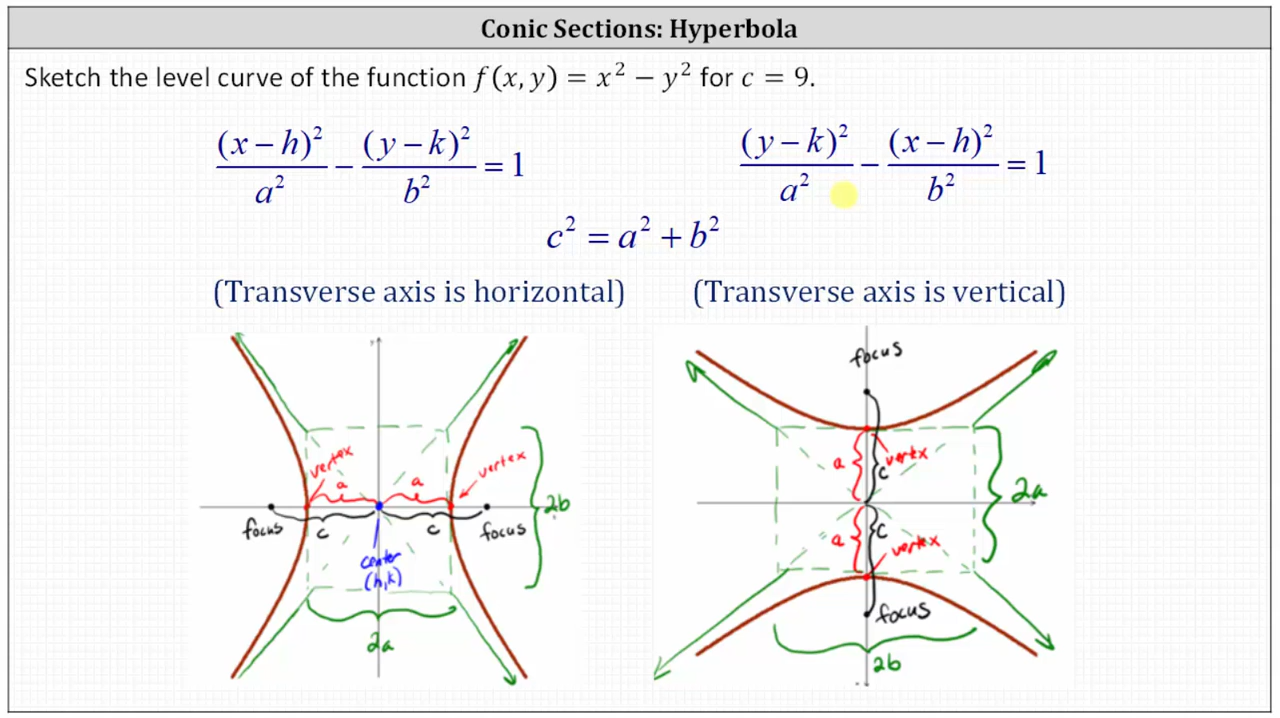 Conic Sections: Hyperbola
Sketch the level curve of the function f(x, y) = x² − y² for c = 9.
(x − h)²/a² − (y − k)²/b² = 1
(y − k)²/a² − (x − h)²/b² = 1
c² = a² + b²
(Transverse axis is horizontal)
(Transverse axis is vertical)
y
vertex
a
a
vertex
2b
focus
c
c
focus
center
(h,k)
2a
focus
a
c
vertex
2a
a
c
vertex
focus
2b